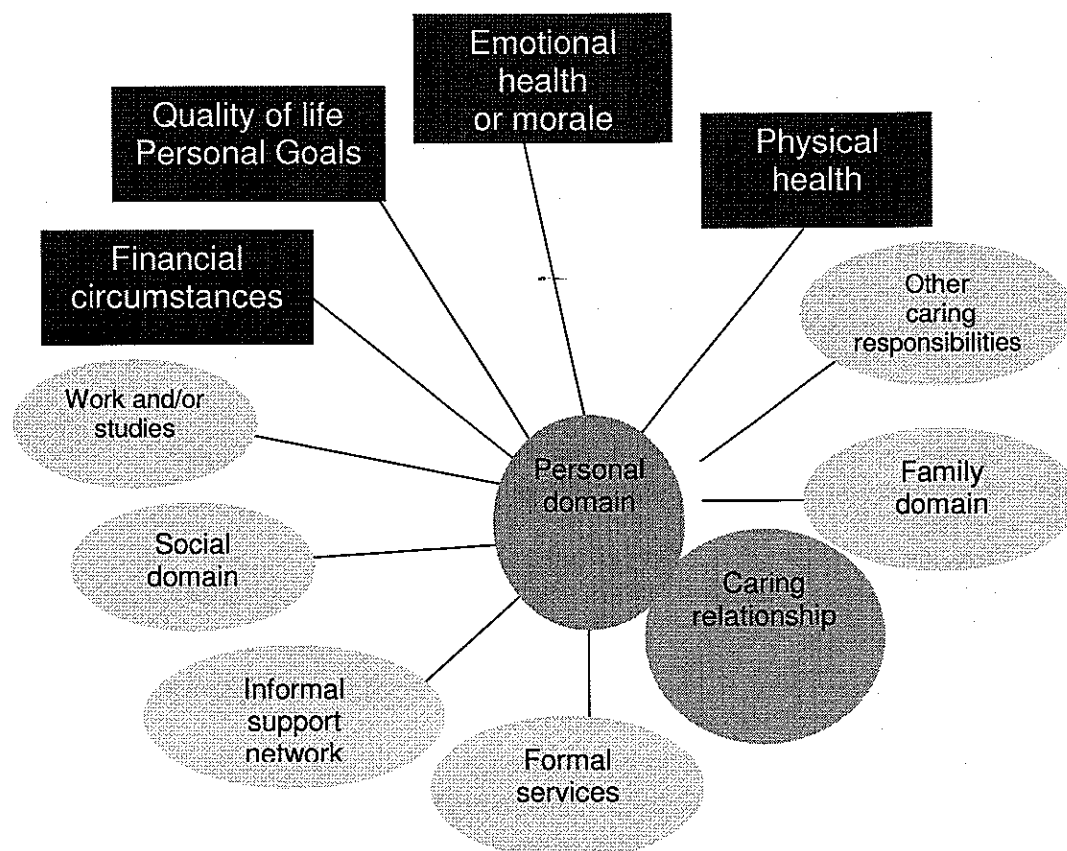 Emotional
health
or morale
Quality of life
Personal Goals
Physical
health
Financial
circumstances
Other
caring
responsibilities
Work and/or
studies
Personal
domain
Family
domain
Social
domain
Caring
relationship
Informal
support
network
Formal
services